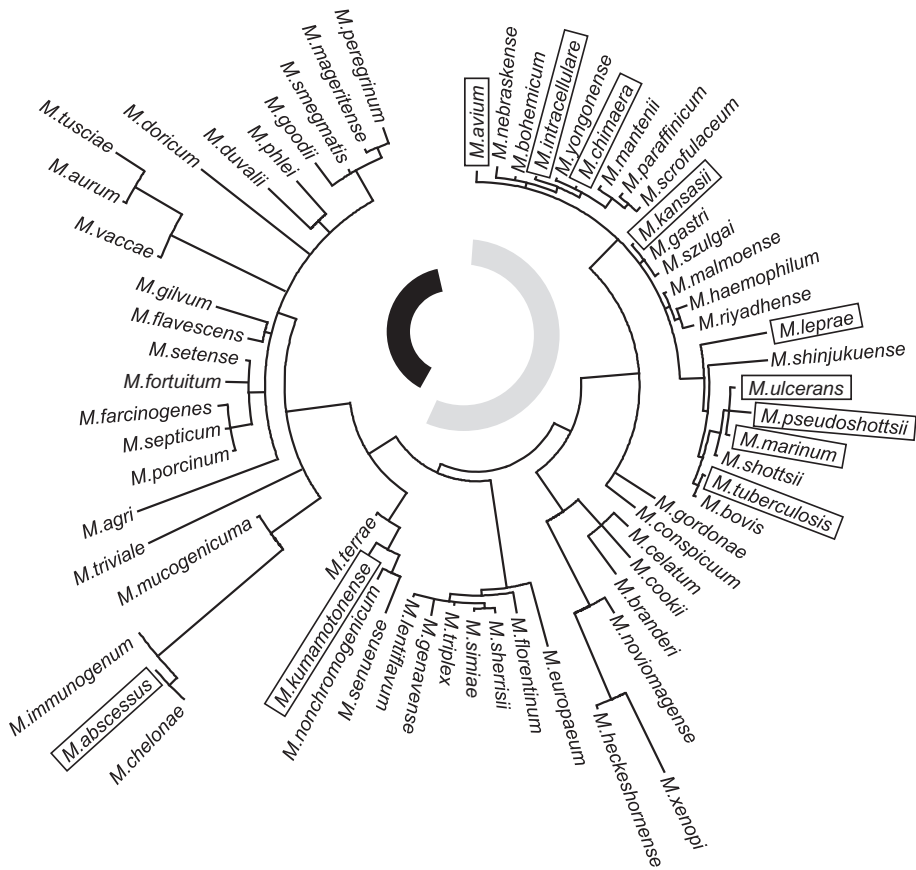 M.avium
M.nebraskense
M.bohemicum
M.intracellulare
M.yongonense
M.chimaera
M.mantenii
M.paraffinicum
M.scrofulaceum
M.kansasii
M.gastri
M.szulgai
M.malmoense
M.haemophilum
M.riyadhense
M.leprae
M.shinjukuense
M.ulcerans
M.pseudoshottsii
M.marinum
M.shottsii
M.tuberculosis
M.bovis
M.gordonae
M.conspicuum
M.celatum
M.cookii
M.branderi
M.noviomagense
M.xenopi
M.heckeshornense
M.europaeum
M.florentinum
M.sherrisii
M.simiae
M.triplex
M.genavense
M.lentiflavum
M.senuense
M.nonchromogenicum
M.kumamotonense
M.terrae
M.chelonae
M.abscessus
M.immunogenum
M.mucogenicuma
M.triviale
M.agri
M.porcinum
M.septicum
M.farcinogenes
M.fortuitum
M.setense
M.flavescens
M.gilvum
M.vaccae
M.aurum
M.tusciae
M.doricum
M.duvalii
M.phlei
M.goodii
M.smegmatis
M.mageritense
M.peregrinum